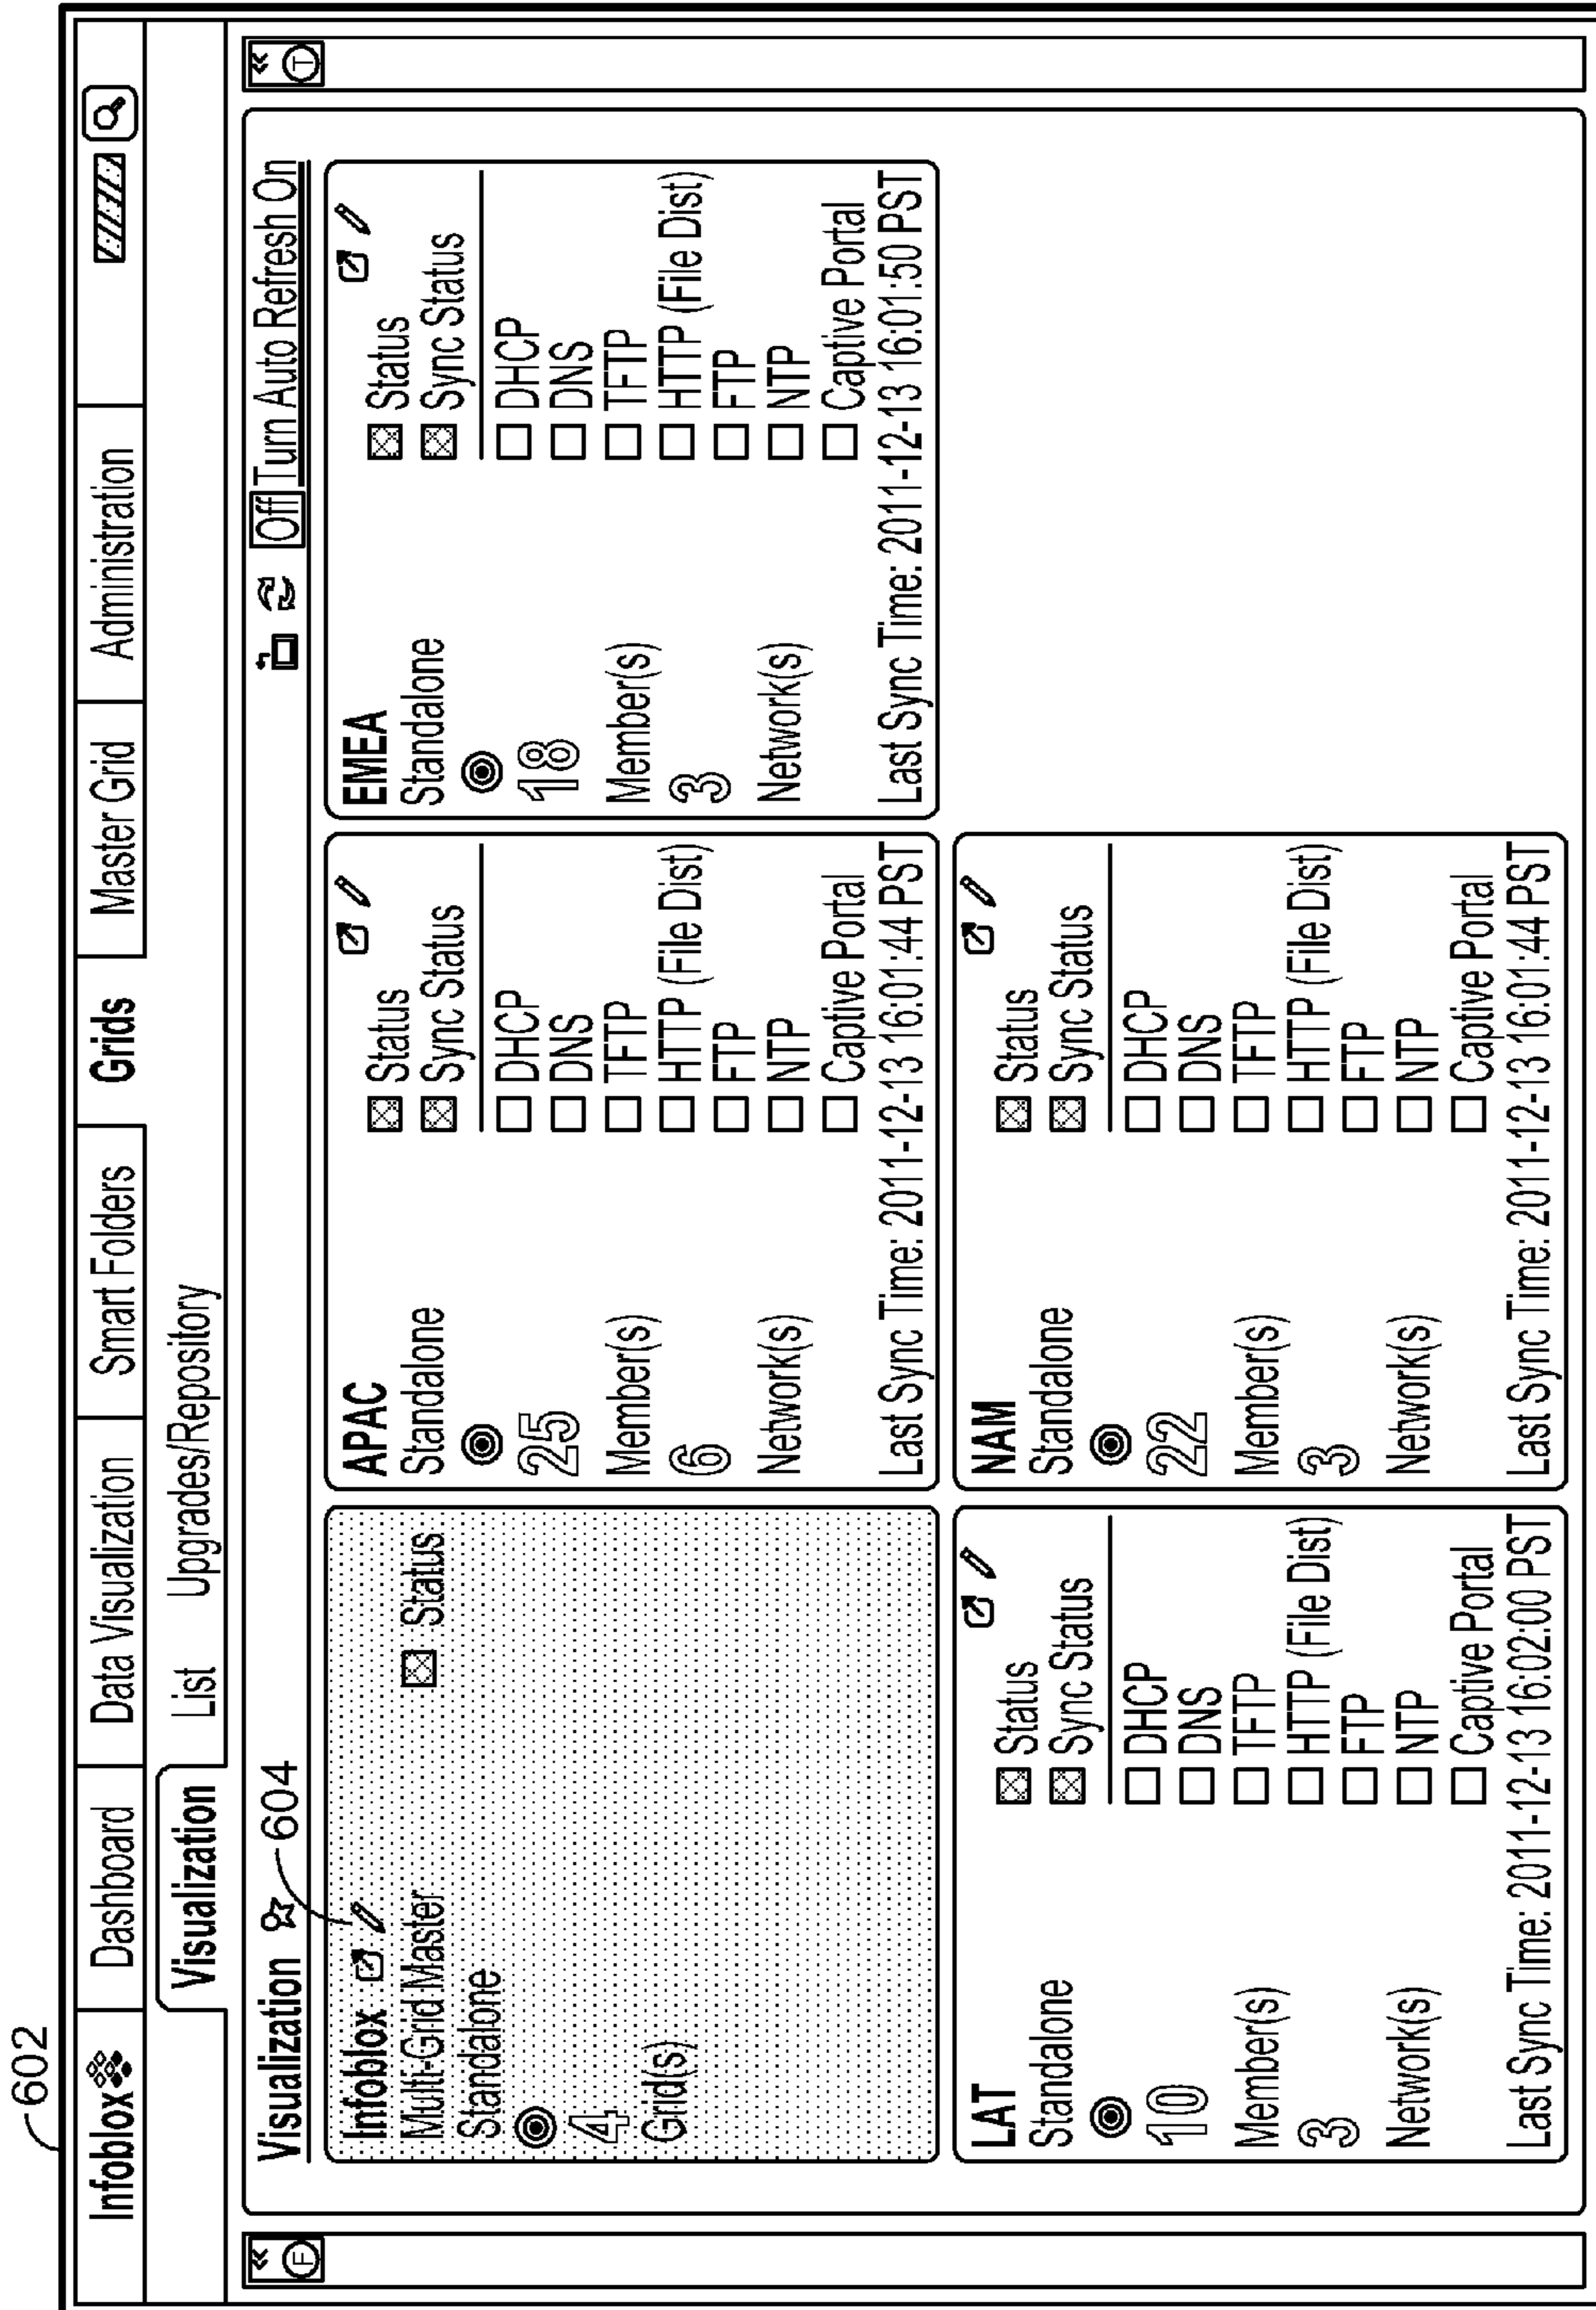 602
Infoblox Dashboard Data Visualization Smart Folders Grids Master Grid Administration
Visualization List Upgrades/Repository
F
T
Visualization 604 Off Turn Auto Refresh On
Infoblox
Multi-Grid Master
Standalone
Status
4
Grid(s)
APAC
Standalone
25
Member(s)
6
Network(s)
Status
Sync Status
DHCP
DNS
TFTP
HTTP (File Dist)
FTP
NTP
Captive Portal
Last Sync Time: 2011-12-13 16:01:44 PST
EMEA
Standalone
18
Member(s)
3
Network(s)
Status
Sync Status
DHCP
DNS
TFTP
HTTP (File Dist)
FTP
NTP
Captive Portal
Last Sync Time: 2011-12-13 16:01:50 PST
LAT
Standalone
10
Member(s)
3
Network(s)
Status
Sync Status
DHCP
DNS
TFTP
HTTP (File Dist)
FTP
NTP
Captive Portal
Last Sync Time: 2011-12-13 16:02:00 PST
NAM
Standalone
22
Member(s)
3
Network(s)
Status
Sync Status
DHCP
DNS
TFTP
HTTP (File Dist)
FTP
NTP
Captive Portal
Last Sync Time: 2011-12-13 16:01:44 PST